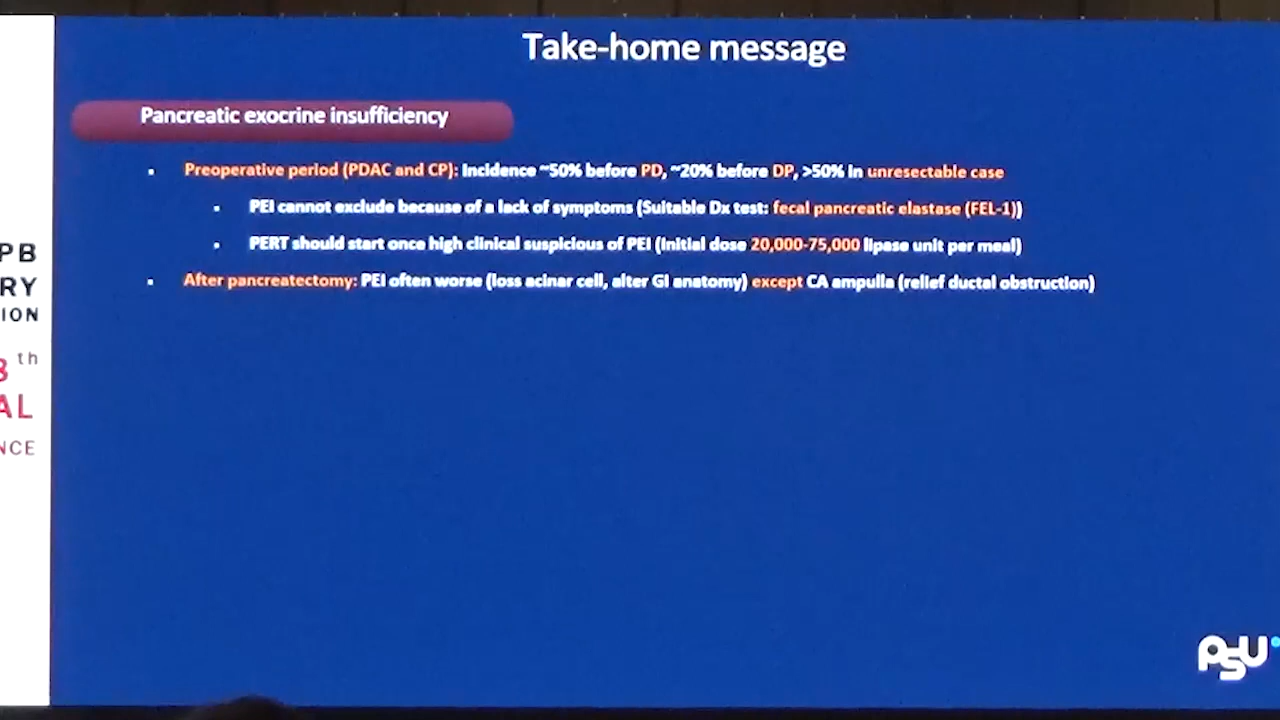 Take-home message
Pancreatic exocrine insufficiency
Preoperative period (PDAC and CP): Incidence ~50% before PD, ~20% before DP, >50% in unresectable case
PEI cannot exclude because of a lack of symptoms (Suitable Dx test: fecal pancreatic elastase (FEL-1))
PERT should start once high clinical suspicious of PEI (Initial dose 20,000-75,000 lipase unit per meal)
After pancreatectomy: PEI often worse (loss acinar cell, alter GI anatomy) except CA ampulla (relief ductal obstruction)
PB
RY
ION
th
AL
NCE
PSU